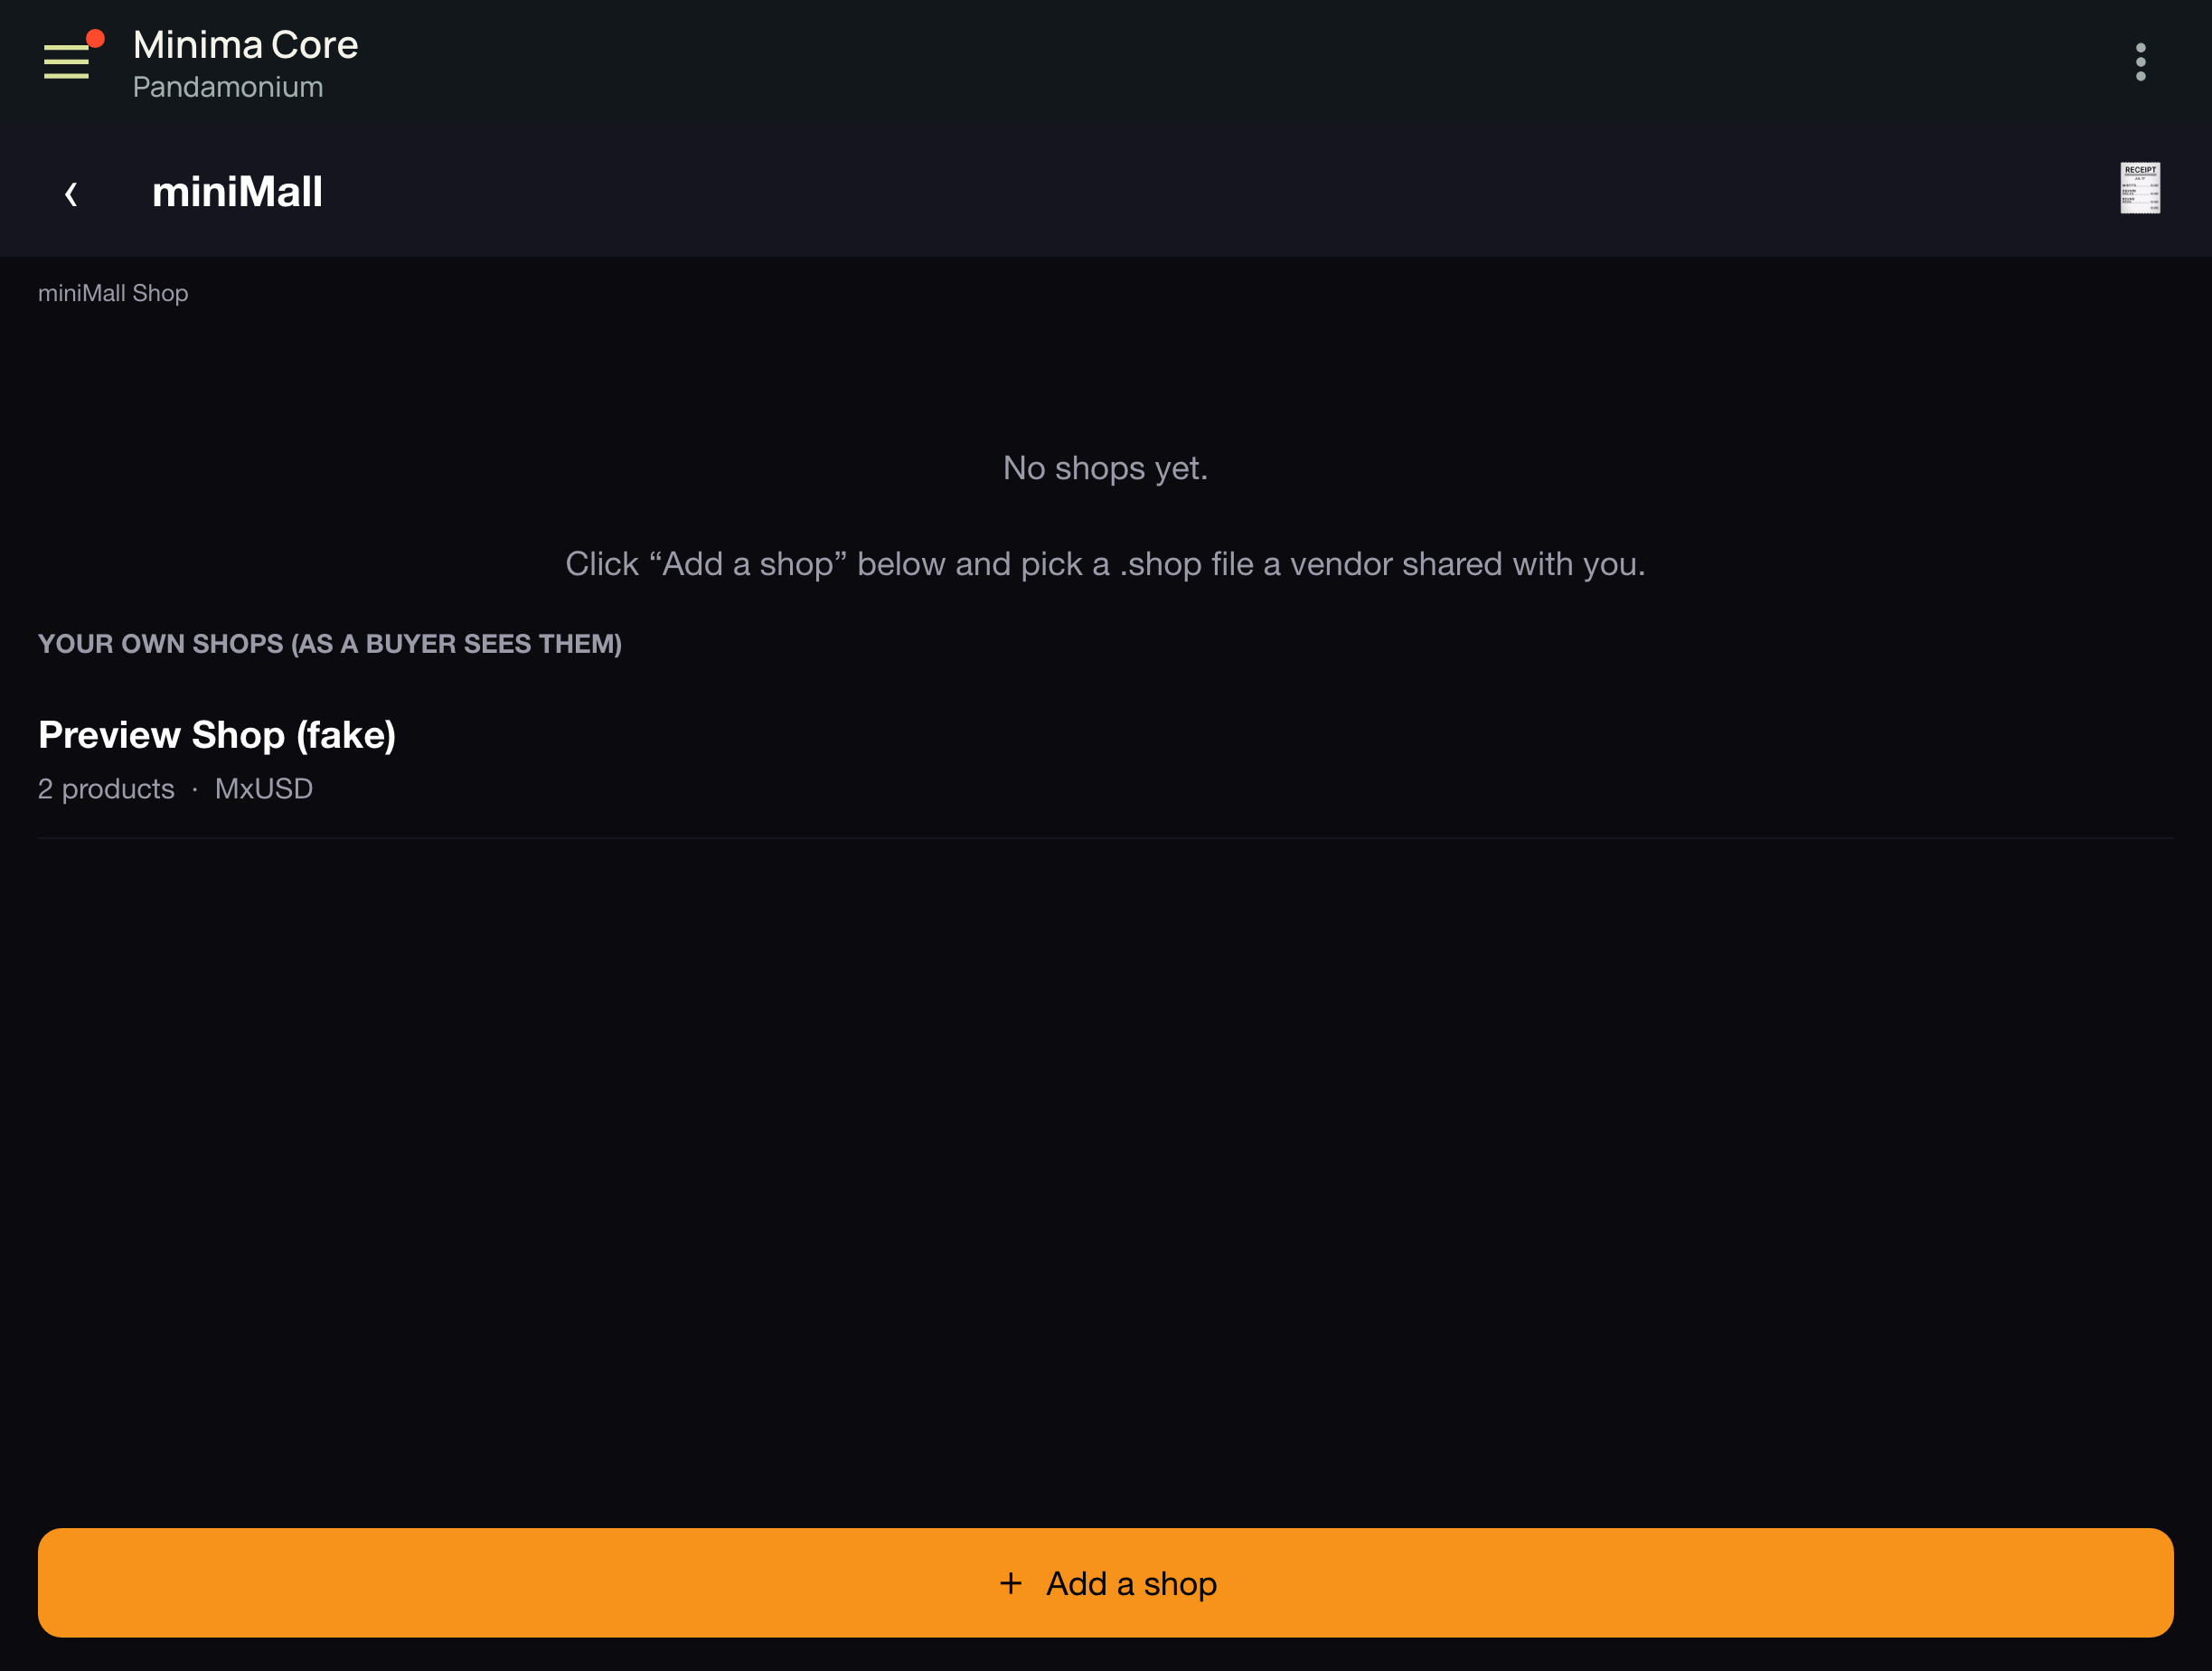 Minima Core
Pandamonium
‹ miniMall
RECEIPT
miniMall Shop
No shops yet.
Click “Add a shop” below and pick a .shop file a vendor shared with you.
YOUR OWN SHOPS (AS A BUYER SEES THEM)
Preview Shop (fake)
2 products · MxUSD
+ Add a shop